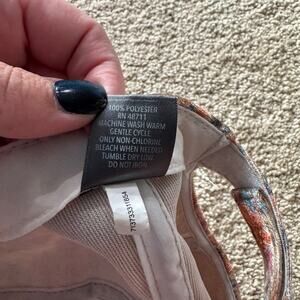 100% POLYESTER
RN 48711
MACHINE WASH WARM
GENTLE CYCLE
ONLY NON-CHLORINE
BLEACH WHEN NEEDED
TUMBLE DRY LOW
DO NOT IRON